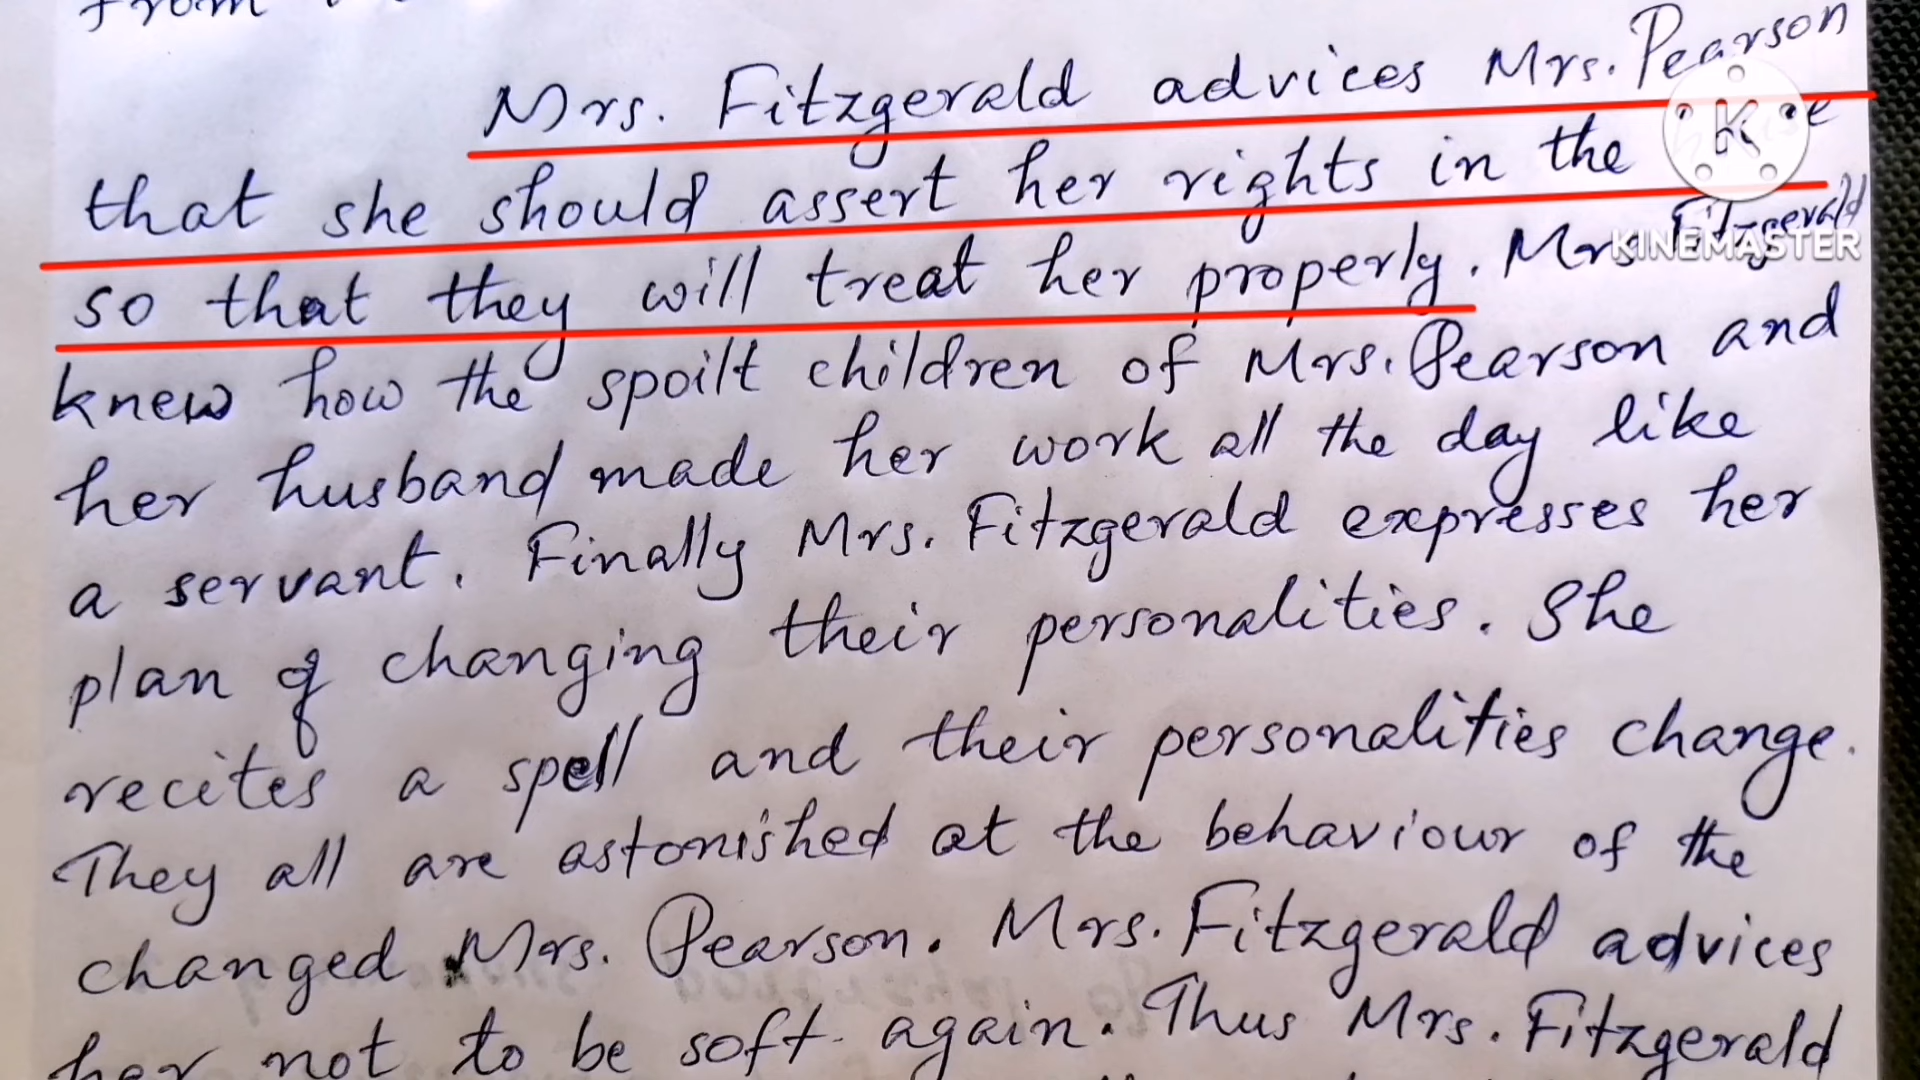 from
Mrs. Fitzgerald advices Mrs. Pearson
that she should assert her rights in the
so that they will treat her properly. Mrs Fitzgerald
KINEMASTER
knew how the spoilt children of Mrs. Pearson and
her husband made her work all the day like
a servant. Finally Mrs. Fitzgerald expresses her
plan of changing their personalities. She
recites a spell and their personalities change.
They all are astonished at the behaviour of the
changed Mrs. Pearson. Mrs. Fitzgerald advices
her not to be soft again. Thus Mrs. Fitzgerald